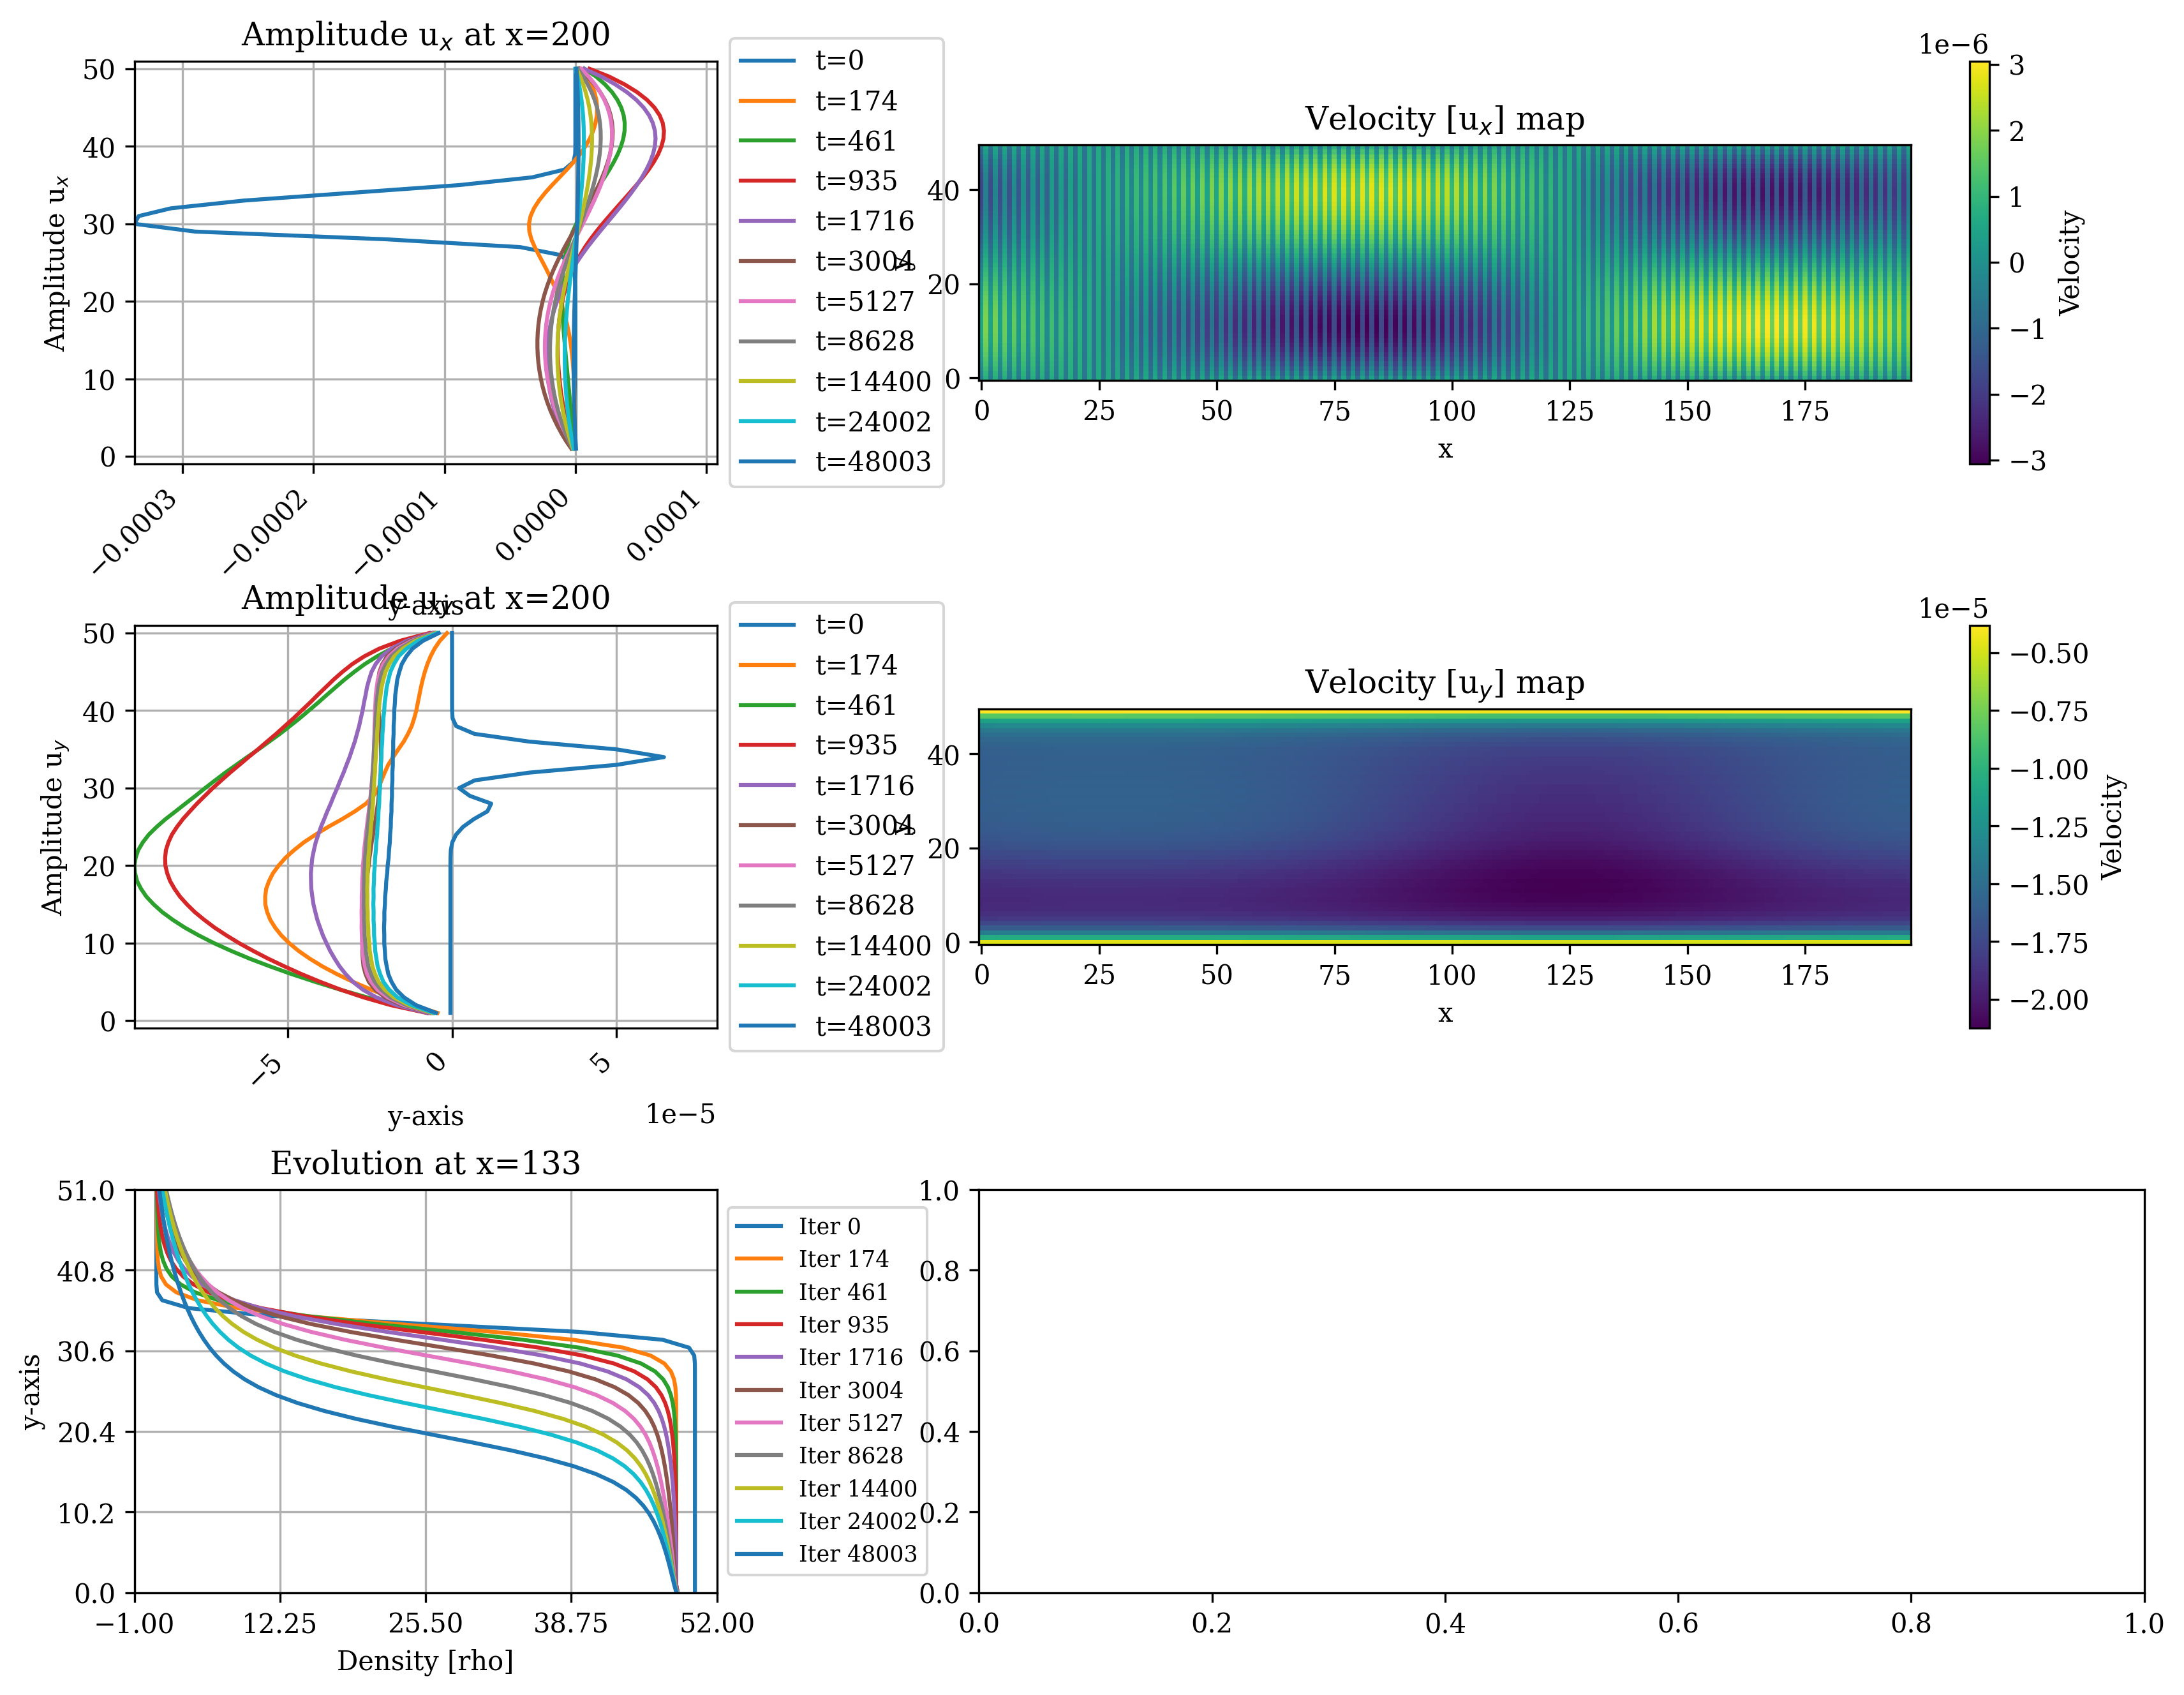 Amplitude uₓ at x=200
50
40
30
20
10
0
Amplitude uₓ
−0.0003
−0.0002
−0.0001
0.0000
0.0001
y-axis
t=0
t=174
t=461
t=935
t=1716
t=3004
t=5127
t=8628
t=14400
t=24002
t=48003
Velocity [uₓ] map
y
40
20
0
0 25 50 75 100 125 150 175
x
1e−6
3
2
1
0
−1
−2
−3
Velocity
Amplitude uᵧ at x=200
50
40
30
20
10
0
Amplitude uᵧ
−5
0
5
1e−5
y-axis
t=0
t=174
t=461
t=935
t=1716
t=3004
t=5127
t=8628
t=14400
t=24002
t=48003
Velocity [uᵧ] map
y
40
20
0
0 25 50 75 100 125 150 175
x
1e−5
−0.50
−0.75
−1.00
−1.25
−1.50
−1.75
−2.00
Velocity
Evolution at x=133
51.0
40.8
30.6
20.4
10.2
0.0
y-axis
−1.00 12.25 25.50 38.75 52.00
Density [rho]
Iter 0
Iter 174
Iter 461
Iter 935
Iter 1716
Iter 3004
Iter 5127
Iter 8628
Iter 14400
Iter 24002
Iter 48003
1.0
0.8
0.6
0.4
0.2
0.0
0.0 0.2 0.4 0.6 0.8 1.0